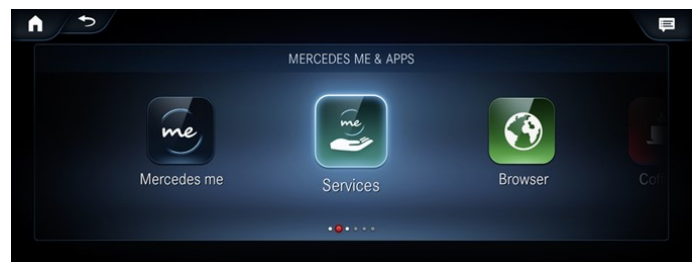 MERCEDES ME & APPS
me
me
Mercedes me
Services
Browser